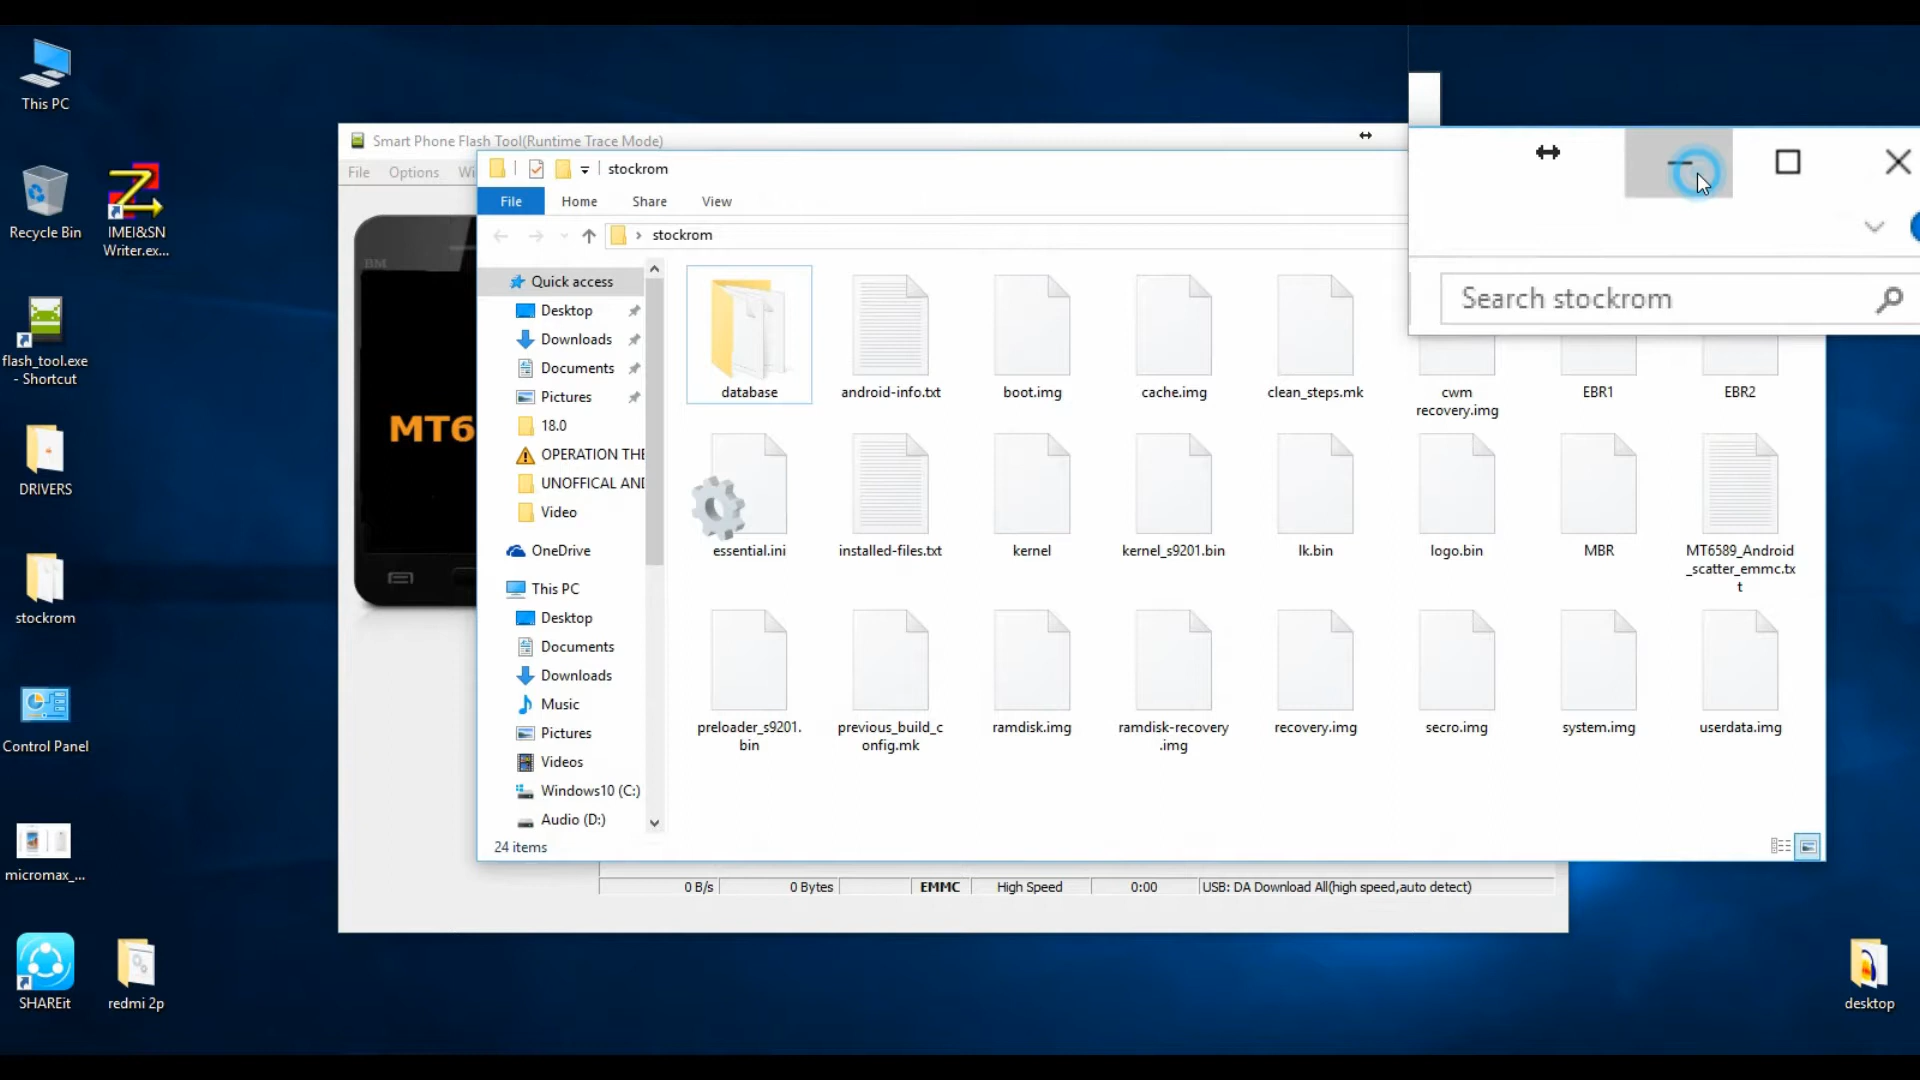 This PC
Recycle Bin
IMEI&SN
Writer.ex...
flash_tool.exe
- Shortcut
DRIVERS
stockrom
Control Panel
micromax_...
SHAREit
redmi 2p
desktop
Smart Phone Flash Tool(Runtime Trace Mode)
File
Options
BM
MT6
stockrom
File
Home
Share
View
stockrom
Search stockrom
Quick access
Desktop
Downloads
Documents
Pictures
18.0
OPERATION THE
UNOFFICAL AND
Video
OneDrive
This PC
Desktop
Documents
Downloads
Music
Pictures
Videos
Windows10 (C:)
Audio (D:)
database
android-info.txt
boot.img
cache.img
clean_steps.mk
cwm
recovery.img
EBR1
EBR2
essential.ini
installed-files.txt
kernel
kernel_s9201.bin
lk.bin
logo.bin
MBR
MT6589_Android
_scatter_emmc.tx
t
preloader_s9201.
bin
previous_build_c
onfig.mk
ramdisk.img
ramdisk-recovery
.img
recovery.img
secro.img
system.img
userdata.img
24 items
0 B/s
0 Bytes
EMMC
High Speed
0:00
USB: DA Download All(high speed,auto detect)